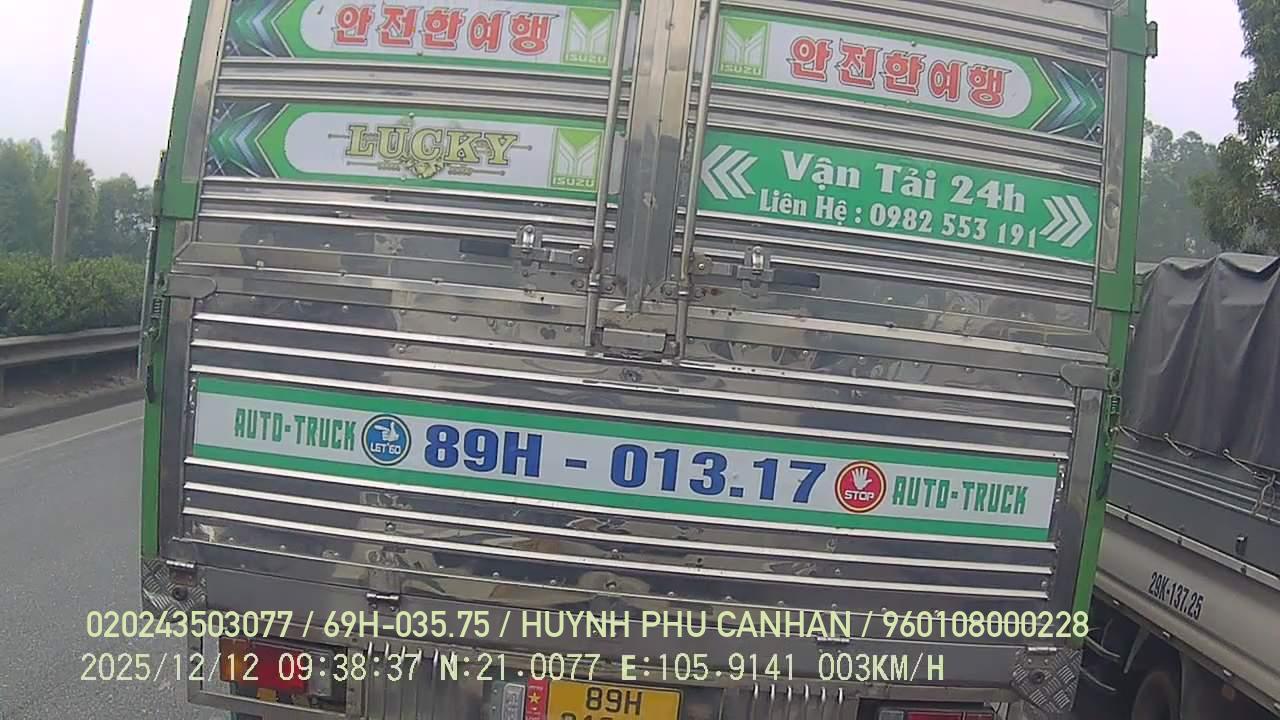 안전한여행
ISUZU
ISUZU
안전한여행
LUCKY
ISUZU
Vận Tải 24h
Liên Hệ : 0982 553 191
AUTO-TRUCK
LET'GO
89H - 013.17
STOP
AUTO-TRUCK
29K-137.25
020243503077 / 69H-035.75 / HUYNH PHU CANHAN / 960108000228
2025/12/12 09:38:37 N:21.0077 E:105.9141 003KM/H
89H